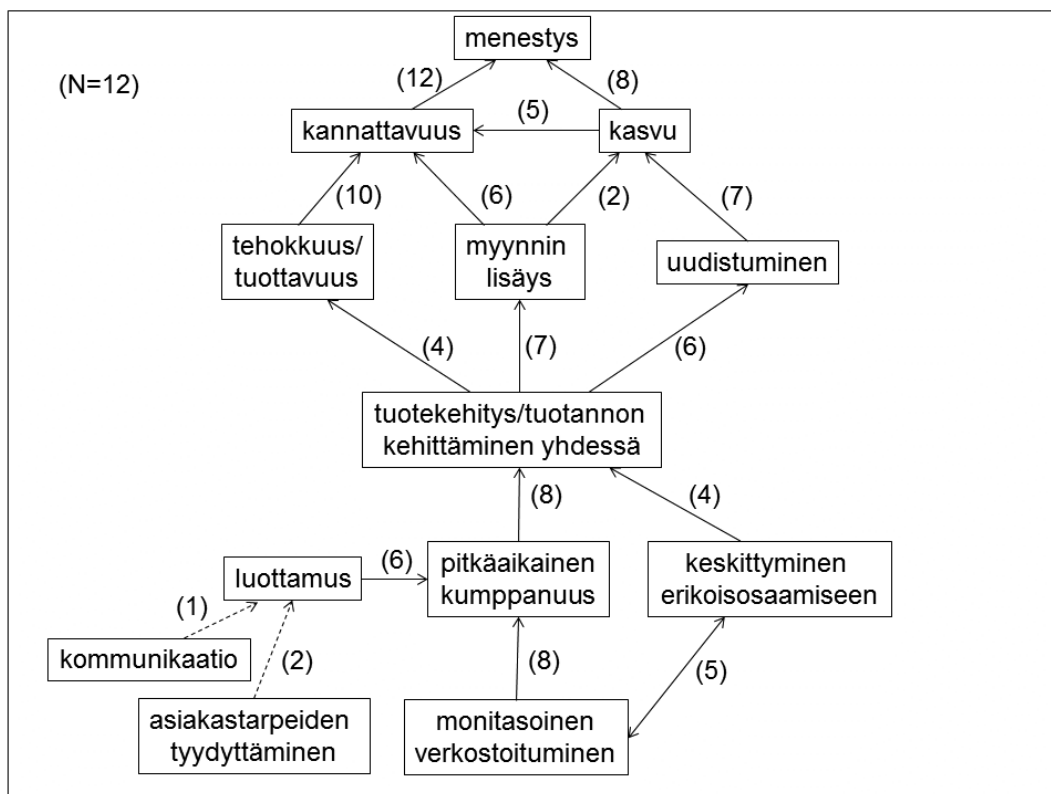 menestys
(N=12)
(12)
(8)
kannattavuus
(5)
kasvu
(10)
(6)
(2)
(7)
tehokkuus/
tuottavuus
myynnin
lisäys
uudistuminen
(4)
(7)
(6)
tuotekehitys/tuotannon
kehittäminen yhdessä
(8)
(4)
luottamus
(6)
pitkäaikainen
kumppanuus
keskittyminen
erikoisosaamiseen
(1)
kommunikaatio
(2)
(8)
(5)
asiakastarpeiden
tyydyttäminen
monitasoinen
verkostoituminen